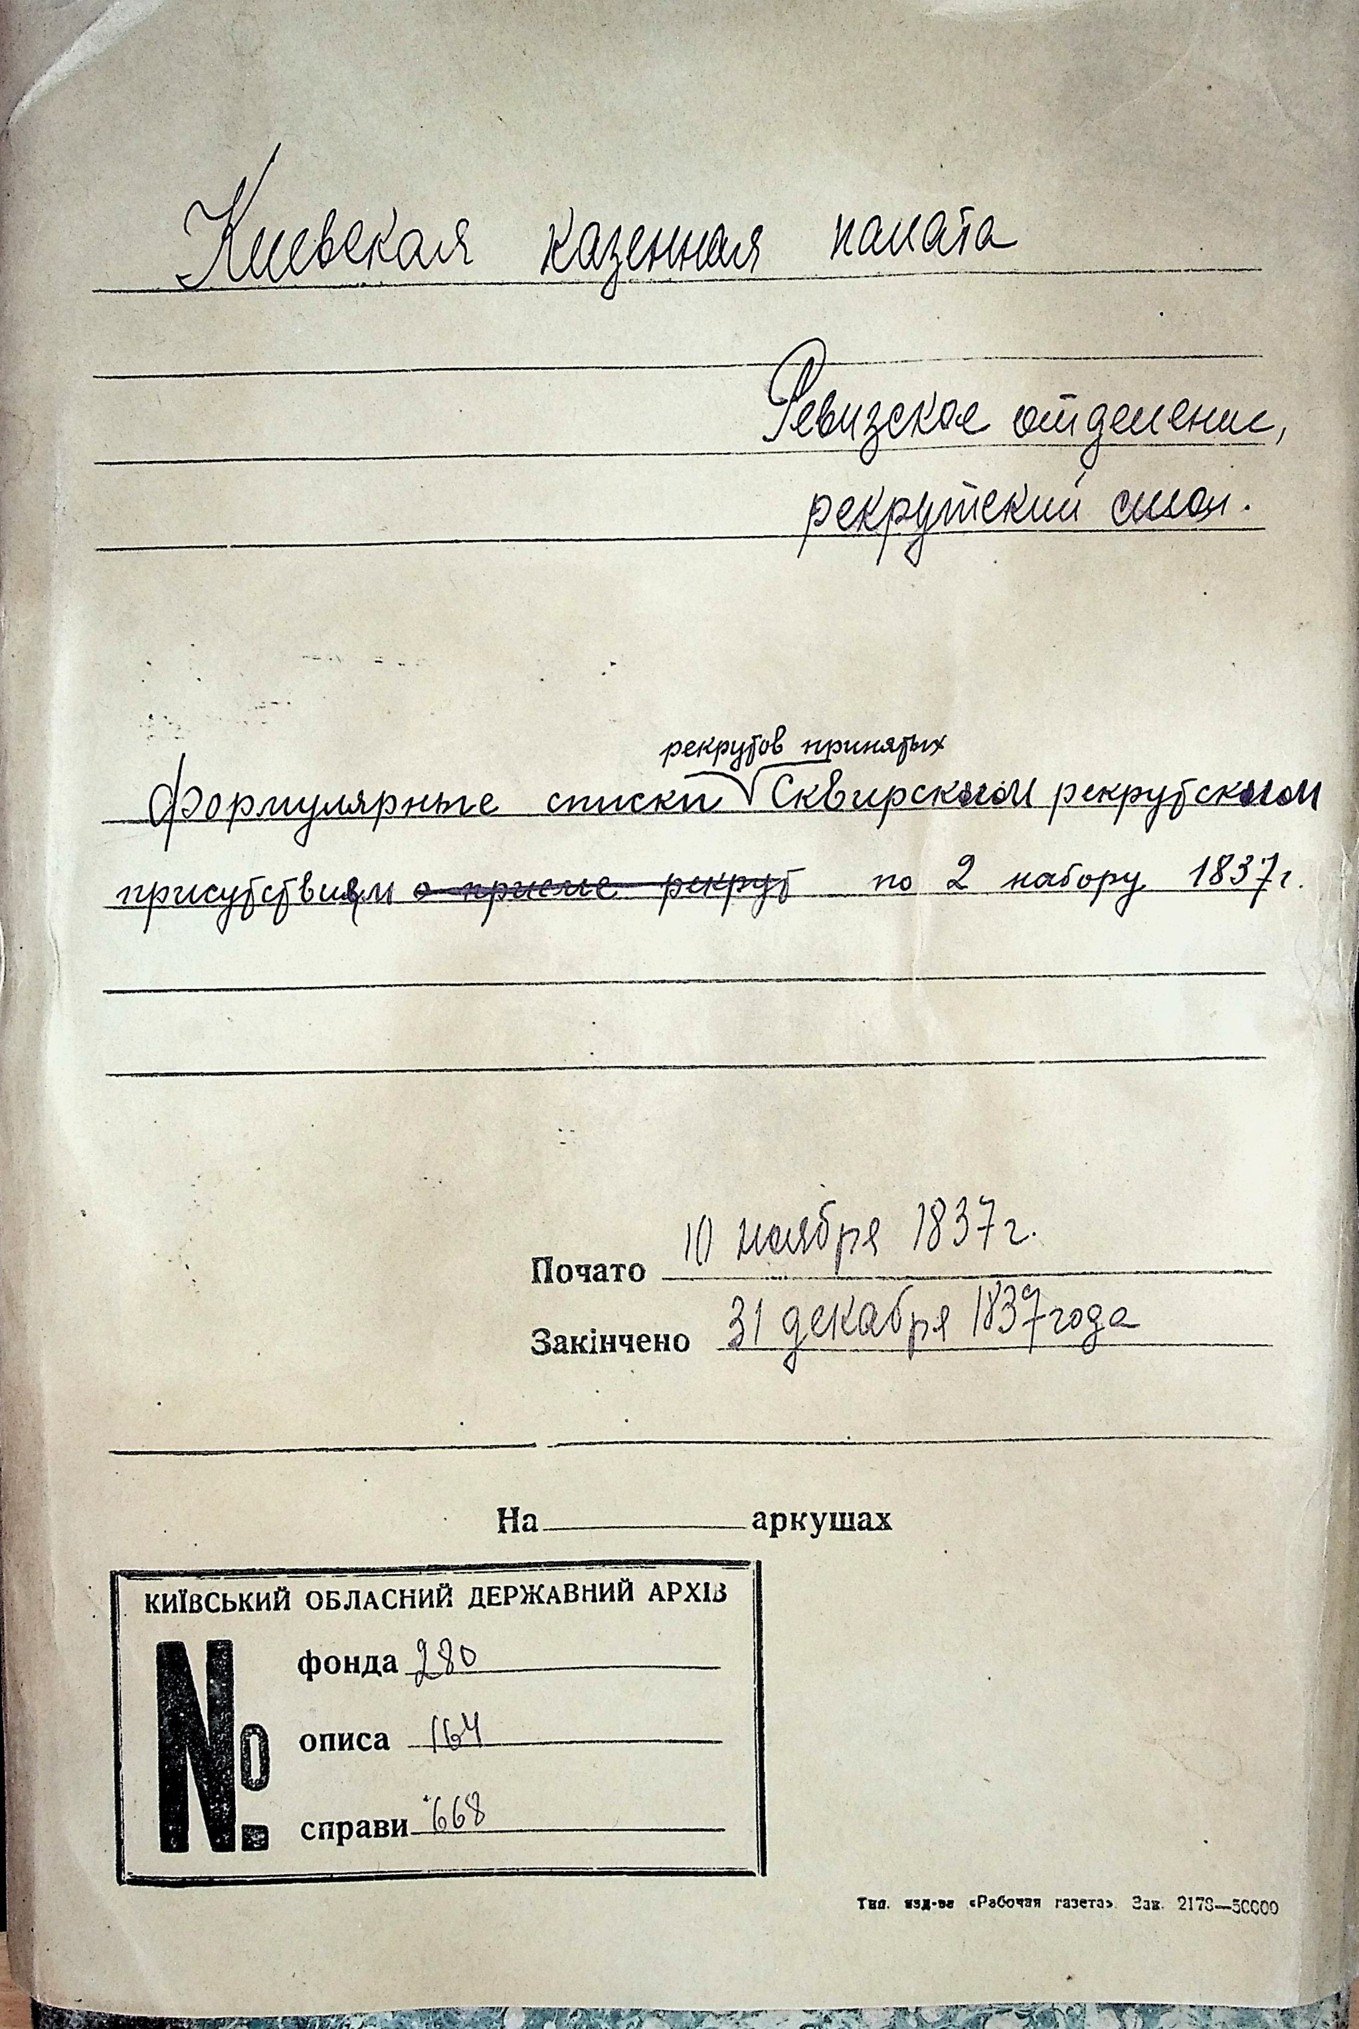 Киевская казенная палата
Ревизское отделение,
рекрутский стол.
рекрутов принятых
Формулярные списки Сквирским рекрутским
присутствием о приеме рекрут по 2 набору 1837г.
Почато 10 ноября 1837г.
Закінчено 31 декабря 1837 года
На аркушах
КИЇВСЬКИЙ ОБЛАСНИЙ ДЕРЖАВНИЙ АРХІВ
№
фонда 280
описа 164
справи 668
Тип. изд-ва «Рабочая газета». Зак. 2178—50000